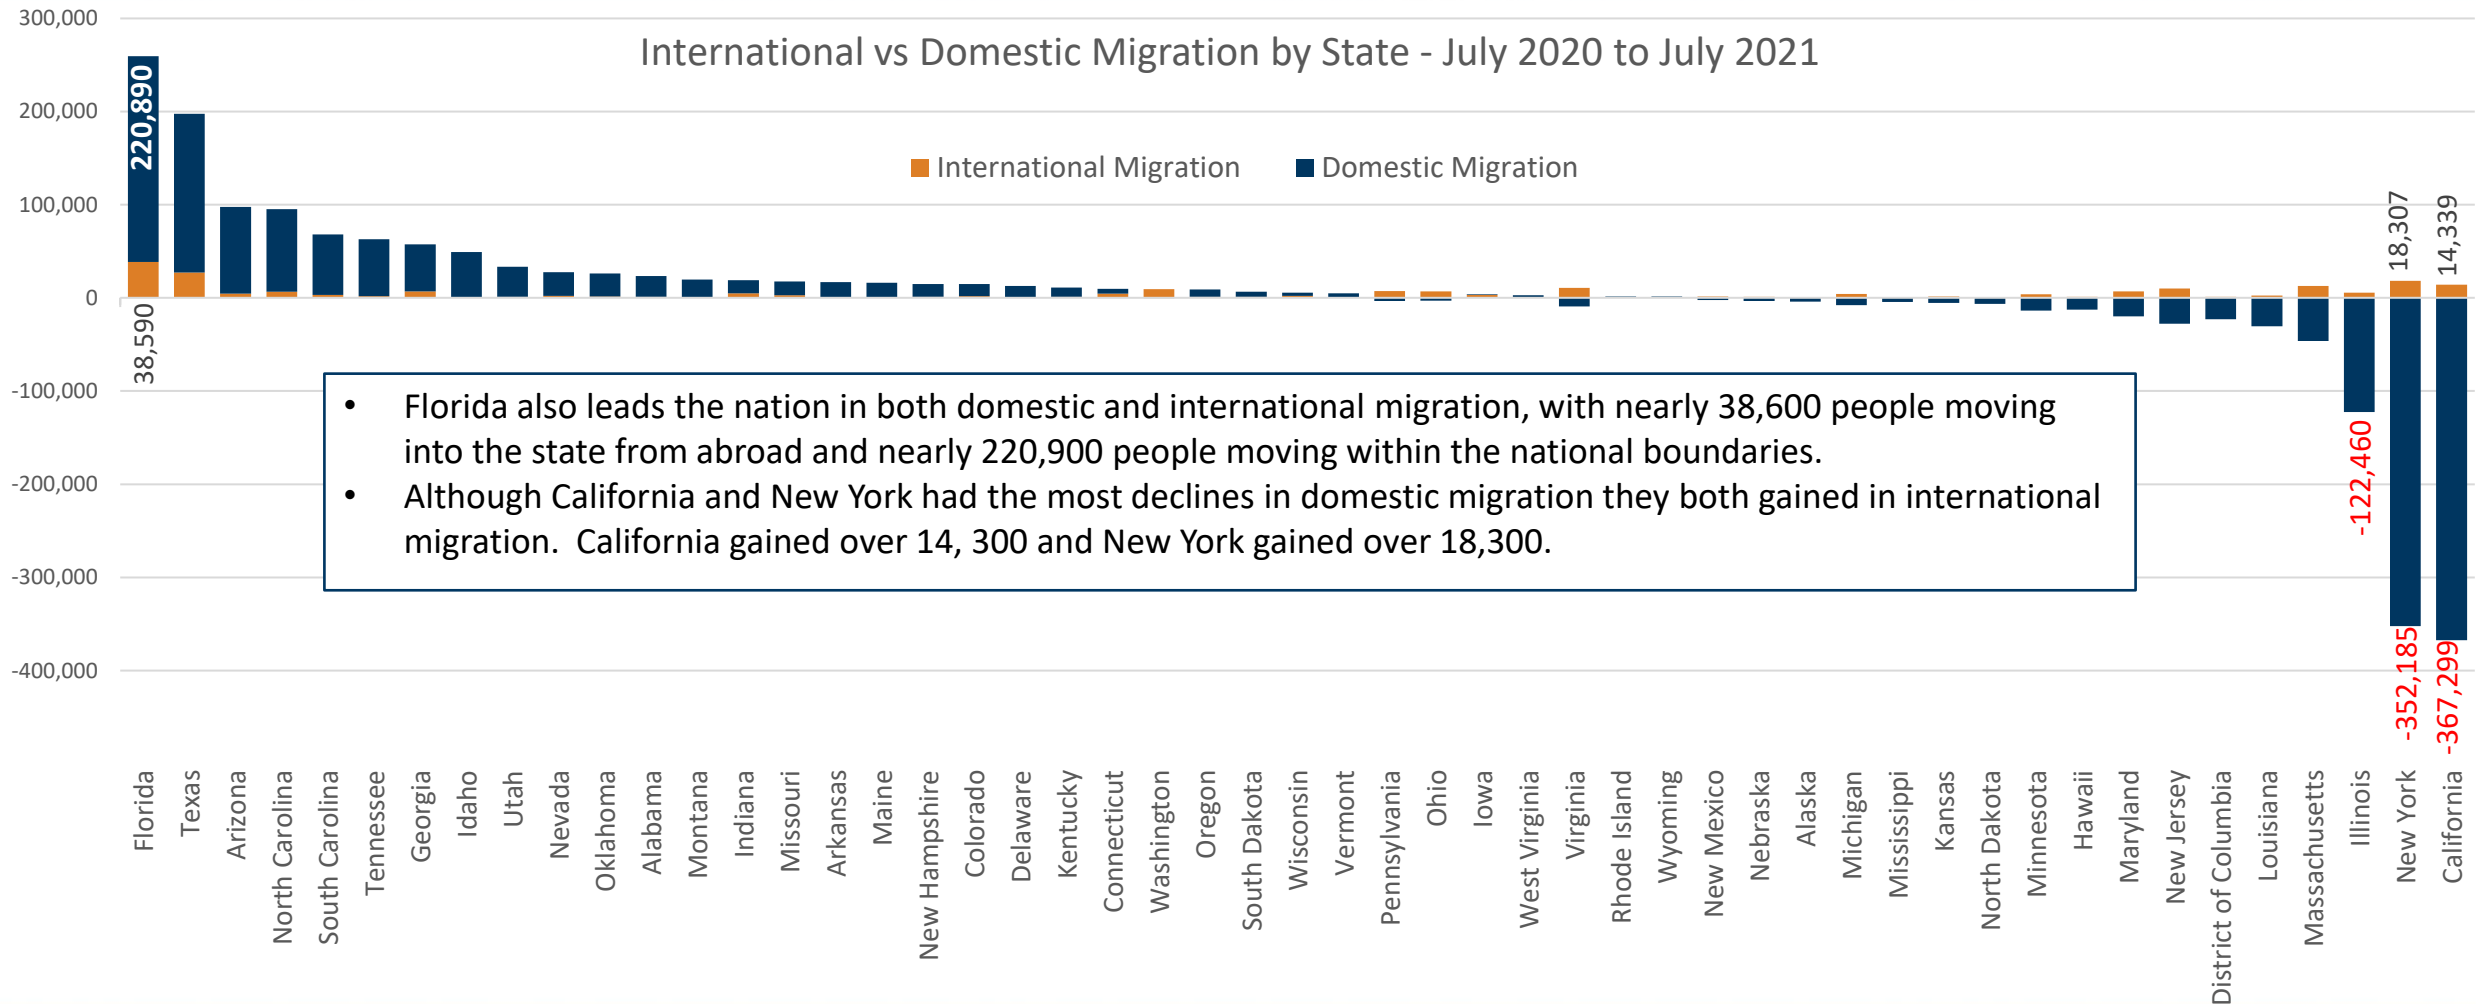 International vs Domestic Migration by State - July 2020 to July 2021
International Migration
Domestic Migration
300,000
200,000
100,000
0
-100,000
-200,000
-300,000
-400,000
220,890
38,590
18,307
14,339
-122,460
-352,185
-367,299
• Florida also leads the nation in both domestic and international migration, with nearly 38,600 people moving
into the state from abroad and nearly 220,900 people moving within the national boundaries.
• Although California and New York had the most declines in domestic migration they both gained in international
migration. California gained over 14, 300 and New York gained over 18,300.
Florida
Texas
Arizona
North Carolina
South Carolina
Tennessee
Georgia
Idaho
Utah
Nevada
Oklahoma
Alabama
Montana
Indiana
Missouri
Arkansas
Maine
New Hampshire
Colorado
Delaware
Kentucky
Connecticut
Washington
Oregon
South Dakota
Wisconsin
Vermont
Pennsylvania
Ohio
Iowa
West Virginia
Virginia
Rhode Island
Wyoming
New Mexico
Nebraska
Alaska
Michigan
Mississippi
Kansas
North Dakota
Minnesota
Hawaii
Maryland
New Jersey
District of Columbia
Louisiana
Massachusetts
Illinois
New York
California